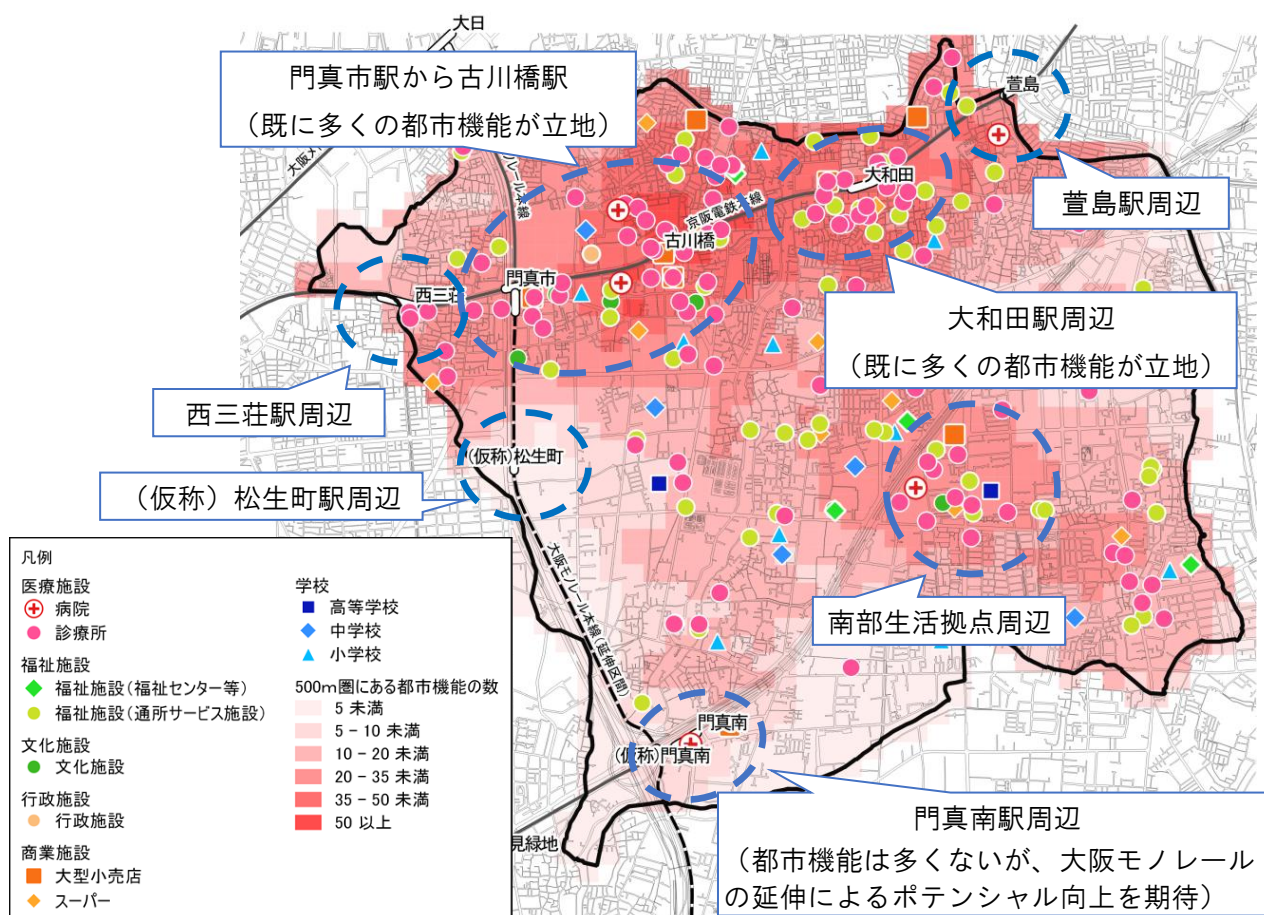 大日
門真市駅から古川橋駅
（既に多くの都市機能が立地）
萱島
萱島駅周辺
大和田
京阪電鉄本線
古川橋
大和田駅周辺
（既に多くの都市機能が立地）
門真市
西三荘
西三荘駅周辺
(仮称)松生町
（仮称）松生町駅周辺
大阪モノレール本線(延伸区間)
南部生活拠点周辺
門真南
(仮称)門真南
門真南駅周辺
（都市機能は多くないが、大阪モノレール
の延伸によるポテンシャル向上を期待）
見緑地
凡例
医療施設
病院
診療所
福祉施設
福祉施設(福祉センター等)
福祉施設(通所サービス施設)
文化施設
文化施設
行政施設
行政施設
商業施設
大型小売店
スーパー
学校
高等学校
中学校
小学校
500m圏にある都市機能の数
5 未満
5 - 10 未満
10 - 20 未満
20 - 35 未満
35 - 50 未満
50 以上